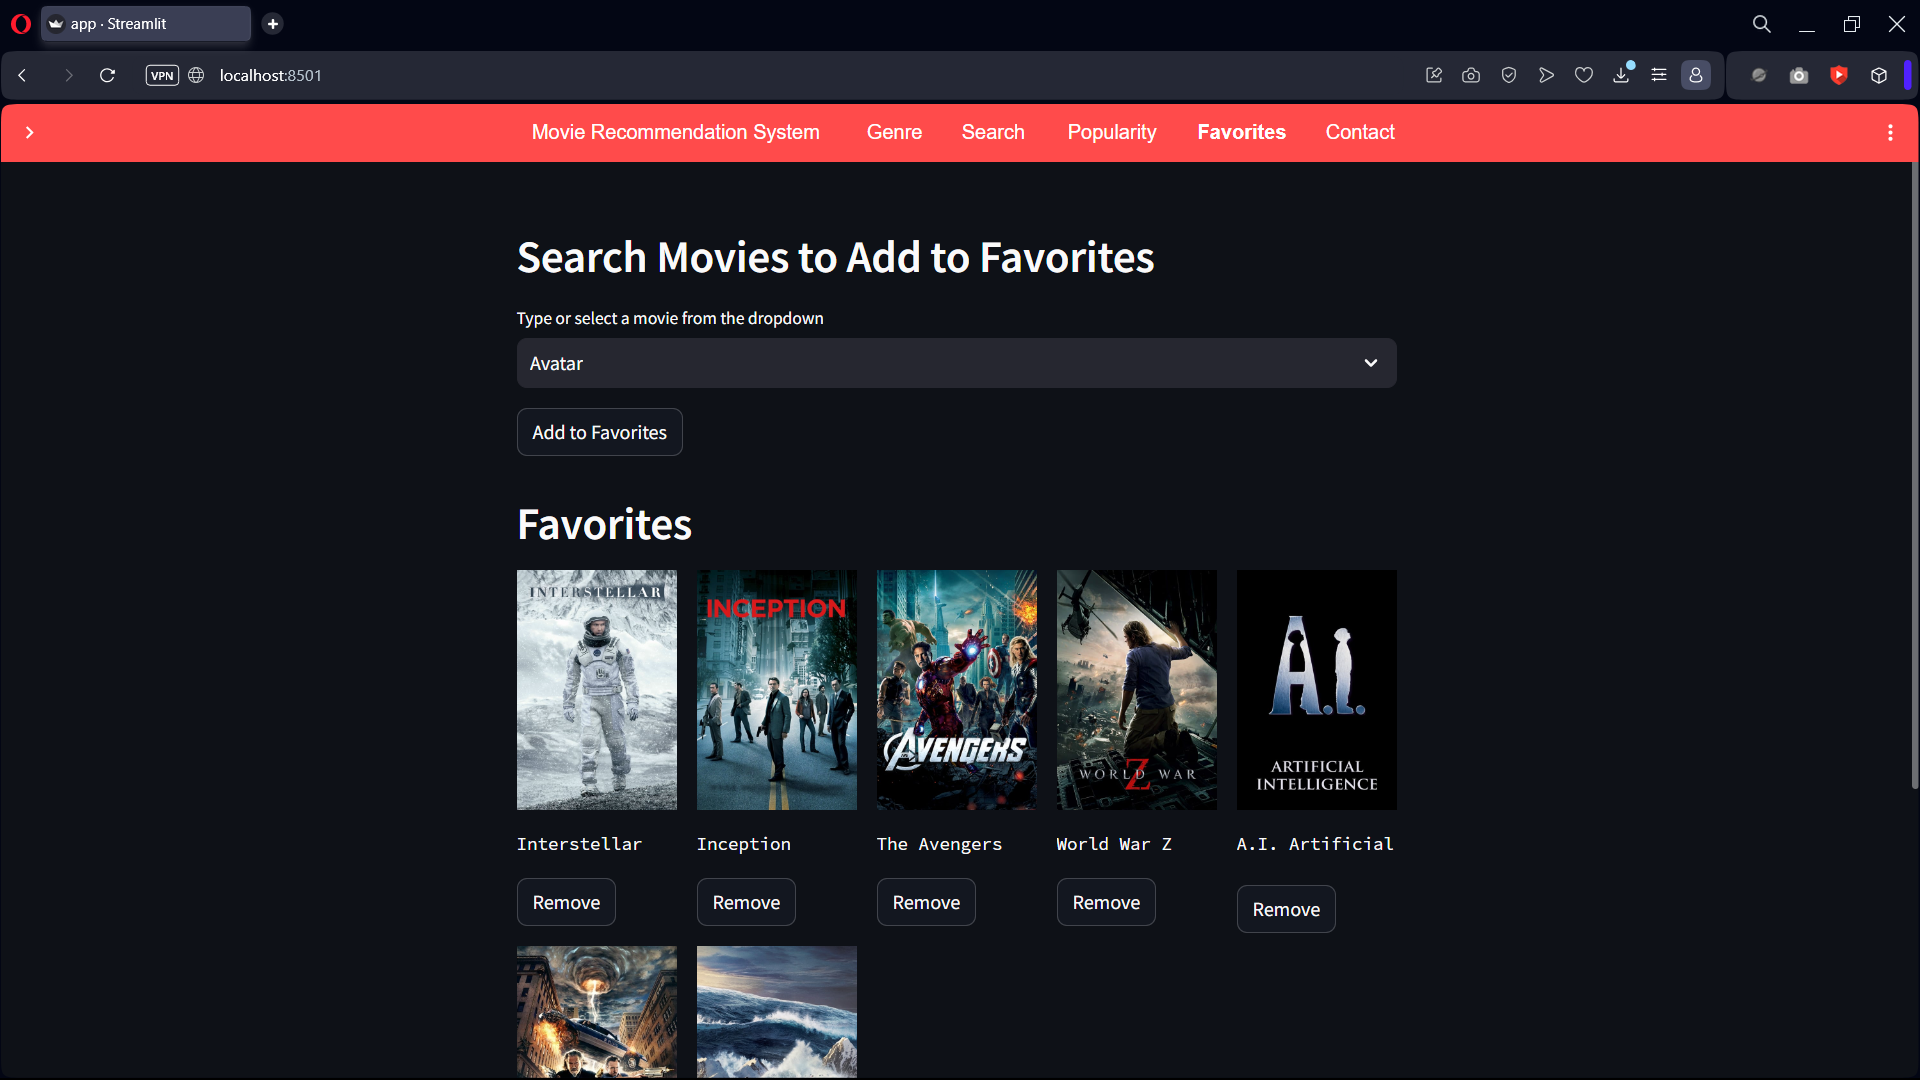 app · Streamlit
VPN
localhost:8501
Movie Recommendation System Genre Search Popularity Favorites Contact
Search Movies to Add to Favorites
Type or select a movie from the dropdown
Avatar
Add to Favorites
Favorites
INTERSTELLAR
INCEPTION
AVENGERS
WORLD WAR Z
A.I.
ARTIFICIAL
INTELLIGENCE
Interstellar Inception The Avengers World War Z A.I. Artificial
Remove Remove Remove Remove Remove